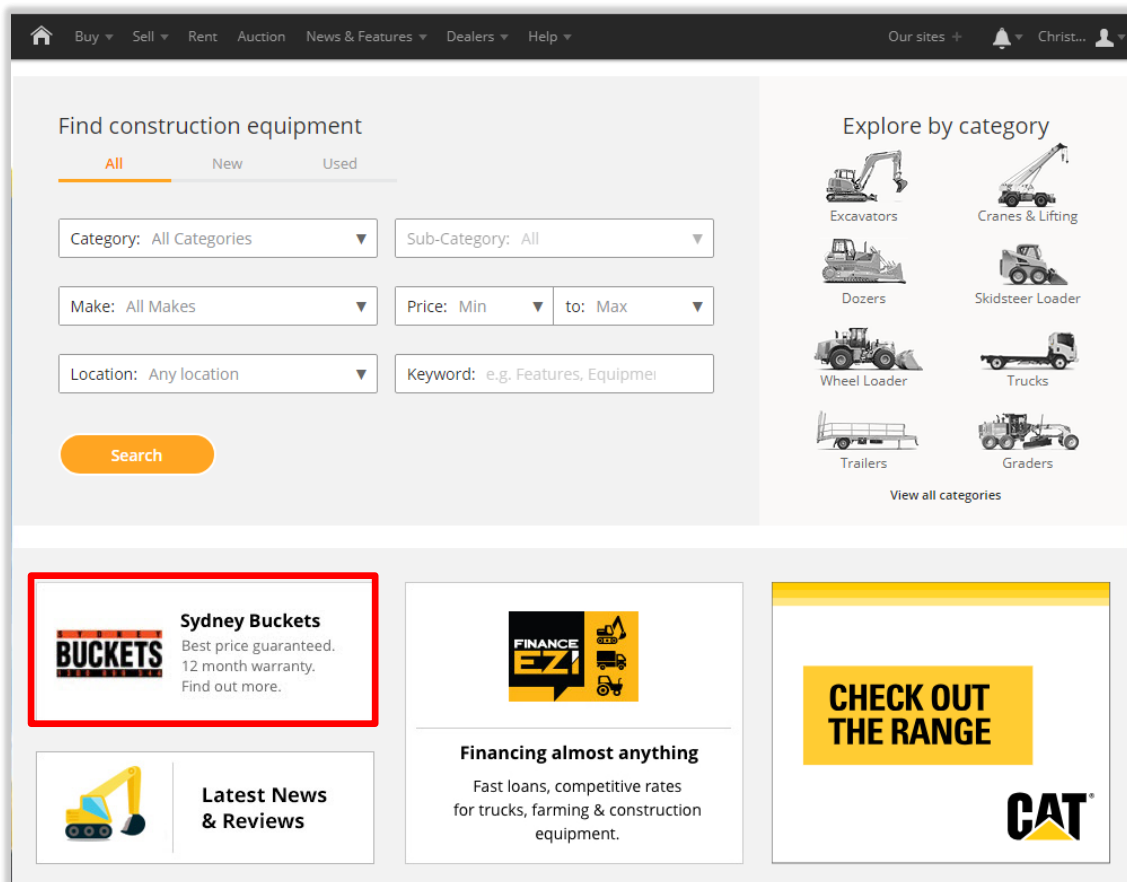 Buy Sell Rent Auction News & Features Dealers Help Our sites + Christ...
Find construction equipment
All New Used
Category: All Categories
Sub-Category: All
Make: All Makes
Price: Min to: Max
Location: Any location
Keyword: e.g. Features, Equipme
Search
Explore by category
Excavators Cranes & Lifting
Dozers Skidsteer Loader
Wheel Loader Trucks
Trailers Graders
View all categories
SYDNEY
BUCKETS
Sydney Buckets
Best price guaranteed.
12 month warranty.
Find out more.
Latest News
& Reviews
FINANCE
EZI
Financing almost anything
Fast loans, competitive rates
for trucks, farming & construction
equipment.
CHECK OUT
THE RANGE
CAT®